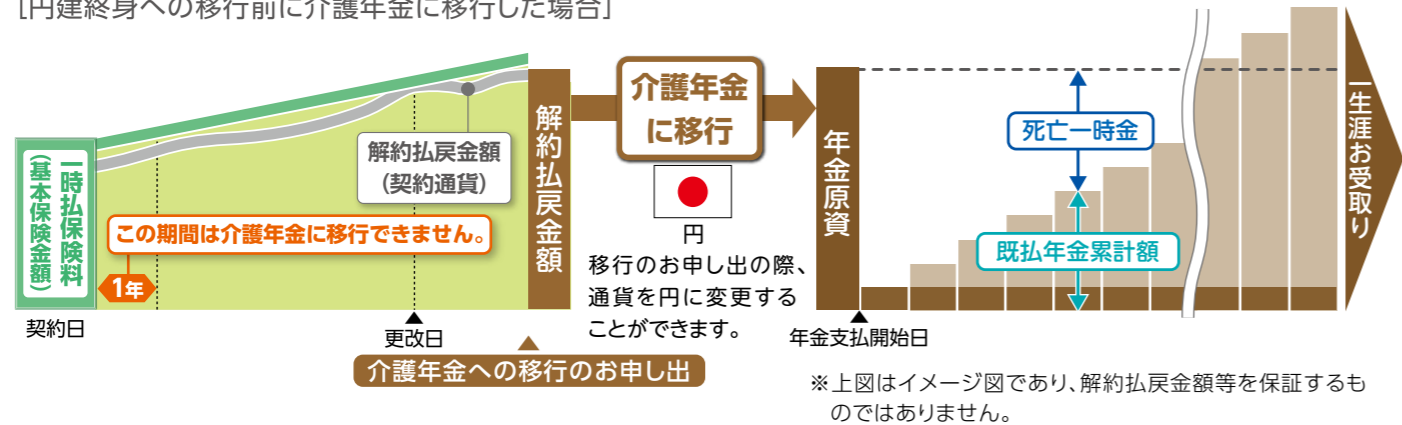 [円建終身への移行前に介護年金に移行した場合]
一時払保険料
(基本保険金額)
契約日
この期間は介護年金に移行できません。
1年
解約払戻金額
(契約通貨)
更改日
解約払戻金額
介護年金への移行のお申し出
介護年金
に移行
円
移行のお申し出の際、
通貨を円に変更する
ことができます。
年金原資
年金支払開始日
死亡一時金
既払年金累計額
一生涯お受取り
※上図はイメージ図であり、解約払戻金額等を保証するも
のではありません。